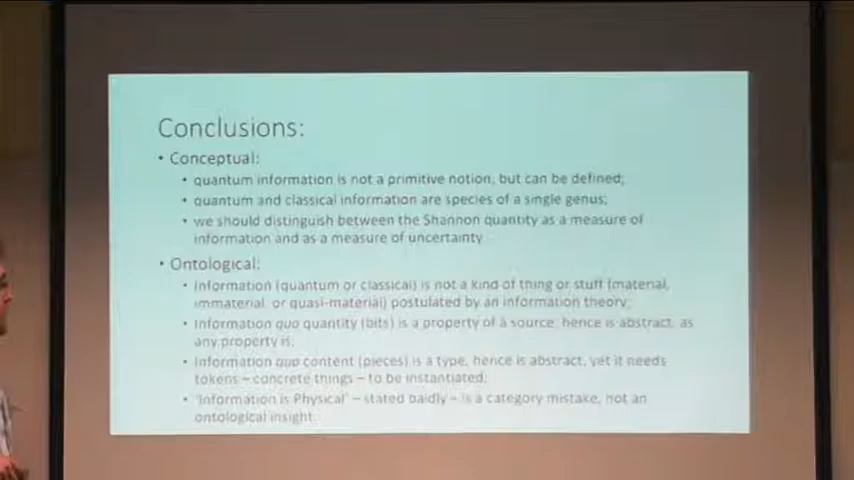 Conclusions:
• Conceptual:
• quantum information is not a primitive notion, but can be defined;
• quantum and classical information are species of a single genus;
• we should distinguish between the Shannon quantity as a measure of
information and as a measure of uncertainty
• Ontological:
• Information (quantum or classical) is not a kind of thing or stuff (material,
immaterial, or quasi-material) postulated by an information theory;
• Information quo quantity (bits) is a property of a source, hence is abstract, as
any property is;
• Information quo content (pieces) is a type, hence is abstract, yet it needs
tokens – concrete things – to be instantiated;
• 'Information is Physical' – stated baldly – is a category mistake, not an
ontological insight.